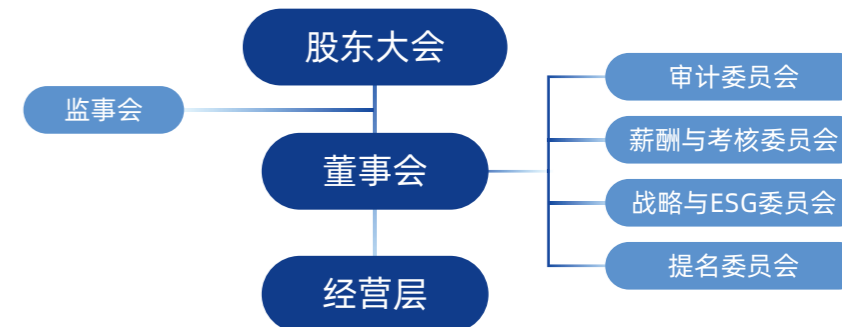 股东大会
监事会
董事会
经营层
审计委员会
薪酬与考核委员会
战略与ESG委员会
提名委员会